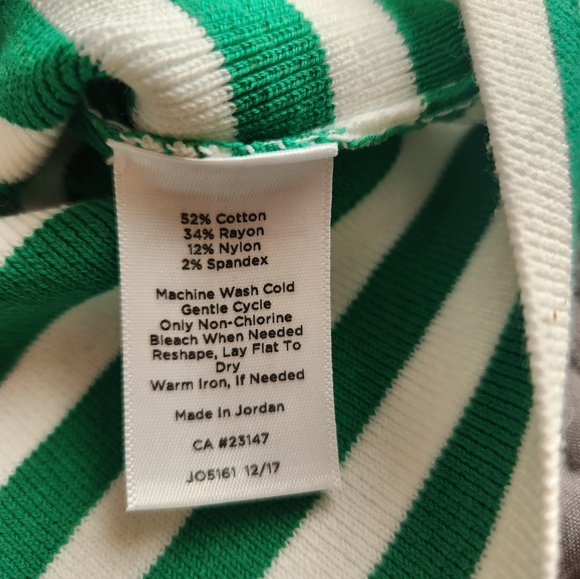 52% Cotton
34% Rayon
12% Nylon
2% Spandex
Machine Wash Cold
Gentle Cycle
Only Non-Chlorine
Bleach When Needed
Reshape, Lay Flat To
Dry
Warm Iron, If Needed
Made In Jordan
CA #23147
JO5161 12/17